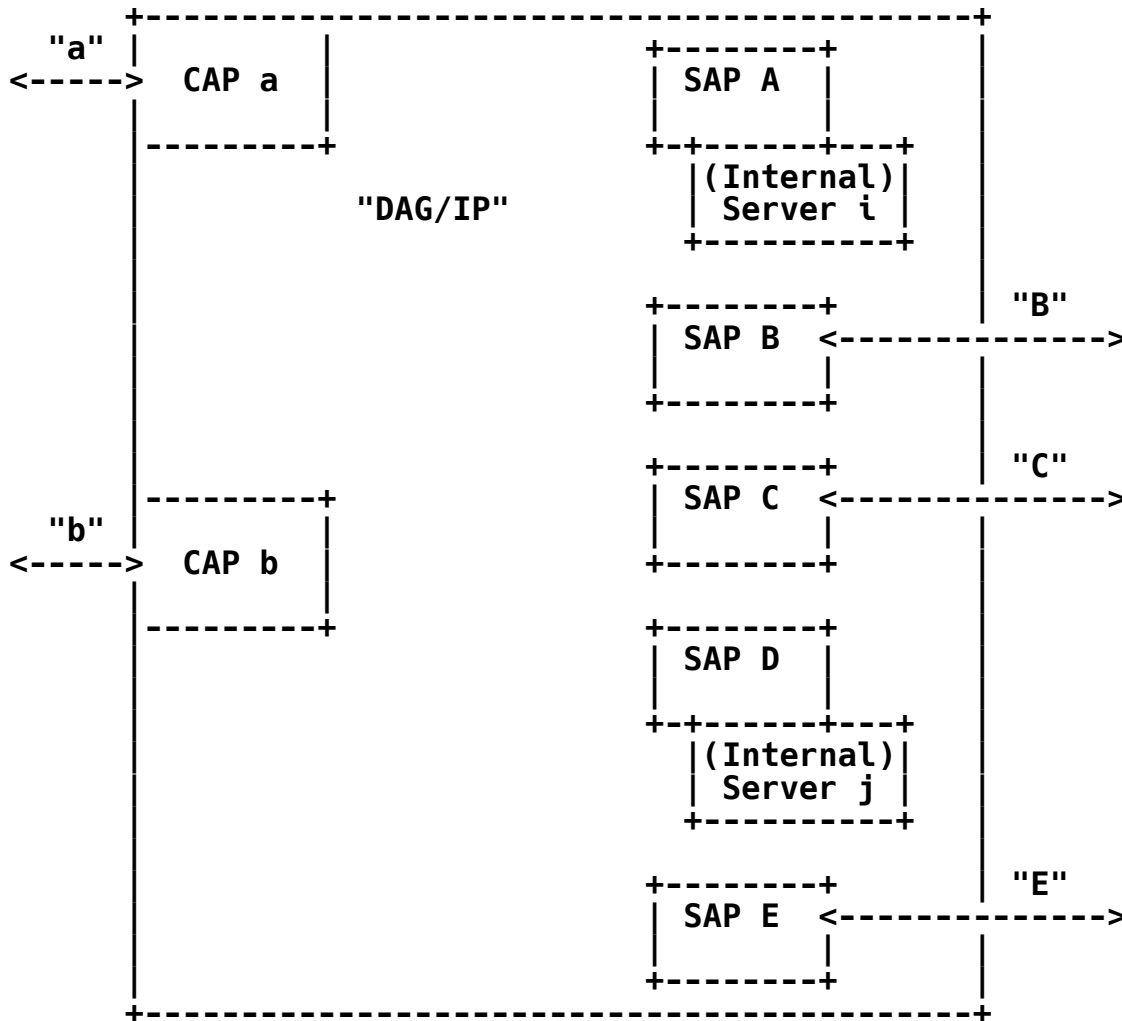 "a"
CAP a
SAP A
(Internal)
"DAG/IP"
Server i
"B"
SAP B
"C"
SAP C
"b"
CAP b
SAP D
(Internal)
Server j
"E"
SAP E